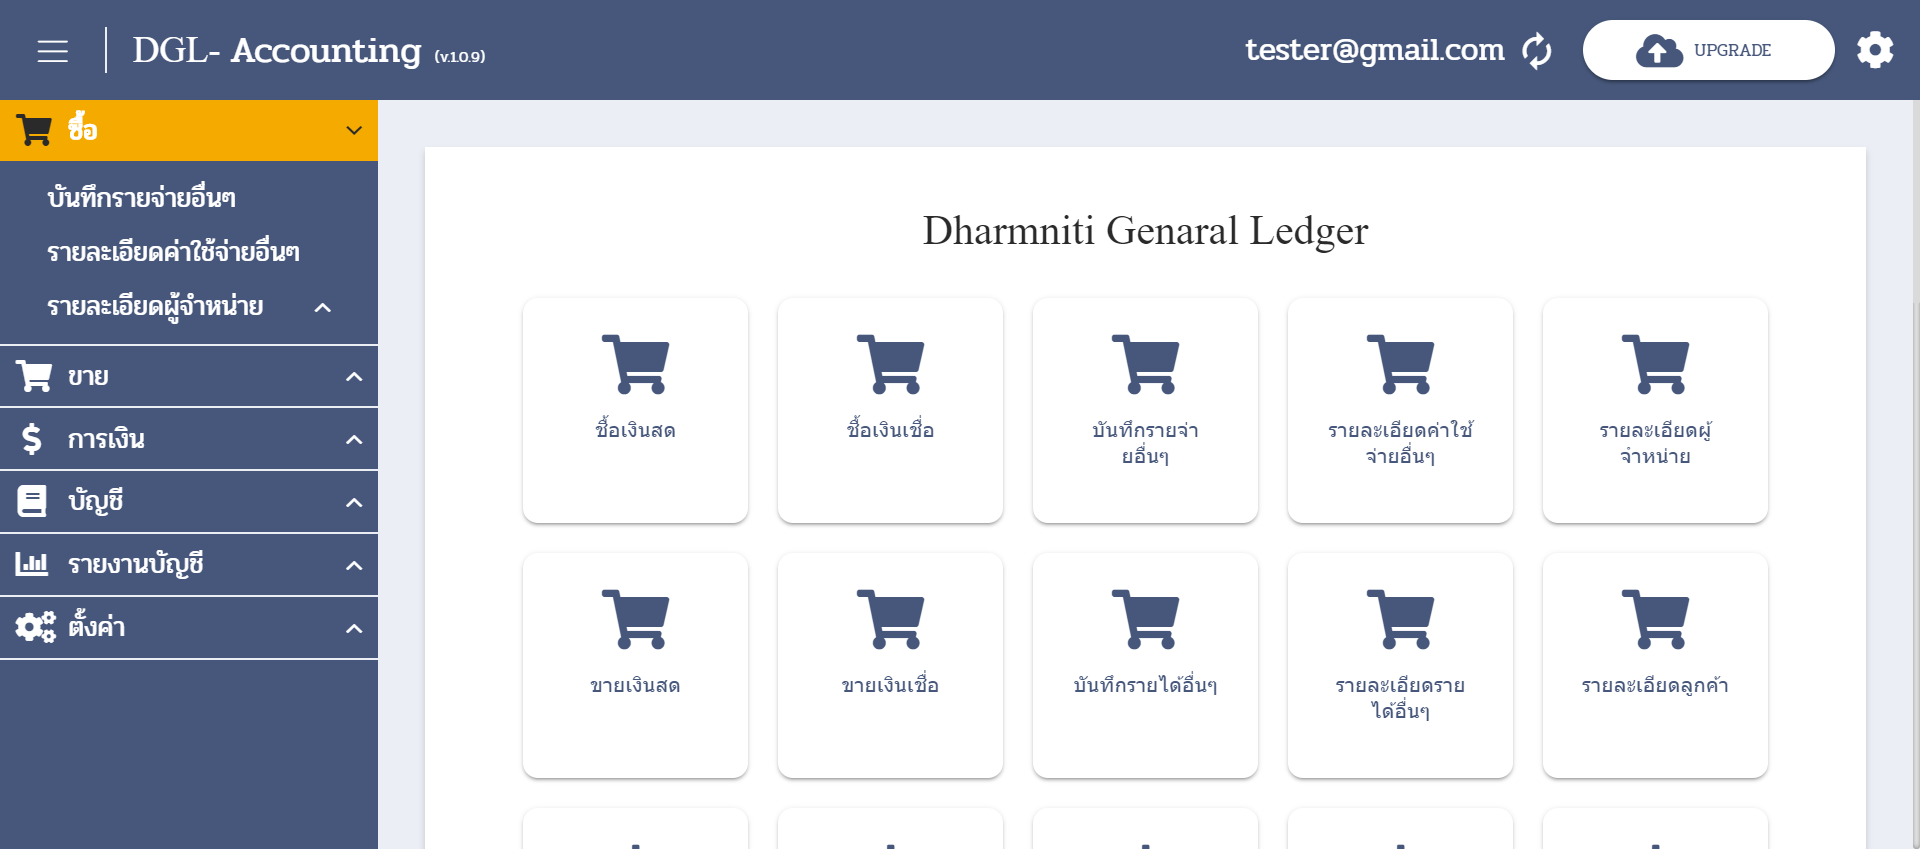 DGL- Accounting (v.1.0.9)
tester@gmail.com
UPGRADE
ซื้อ
บันทึกรายจ่ายอื่นๆ
รายละเอียดค่าใช้จ่ายอื่นๆ
รายละเอียดผู้จำหน่าย
ขาย
การเงิน
บัญชี
รายงานบัญชี
ตั้งค่า
Dharmniti Genaral Ledger
ซื้อเงินสด
ซื้อเงินเชื่อ
บันทึกรายจ่า
ยอื่นๆ
รายละเอียดค่าใช้
จ่ายอื่นๆ
รายละเอียดผู้
จำหน่าย
ขายเงินสด
ขายเงินเชื่อ
บันทึกรายได้อื่นๆ
รายละเอียดราย
ได้อื่นๆ
รายละเอียดลูกค้า